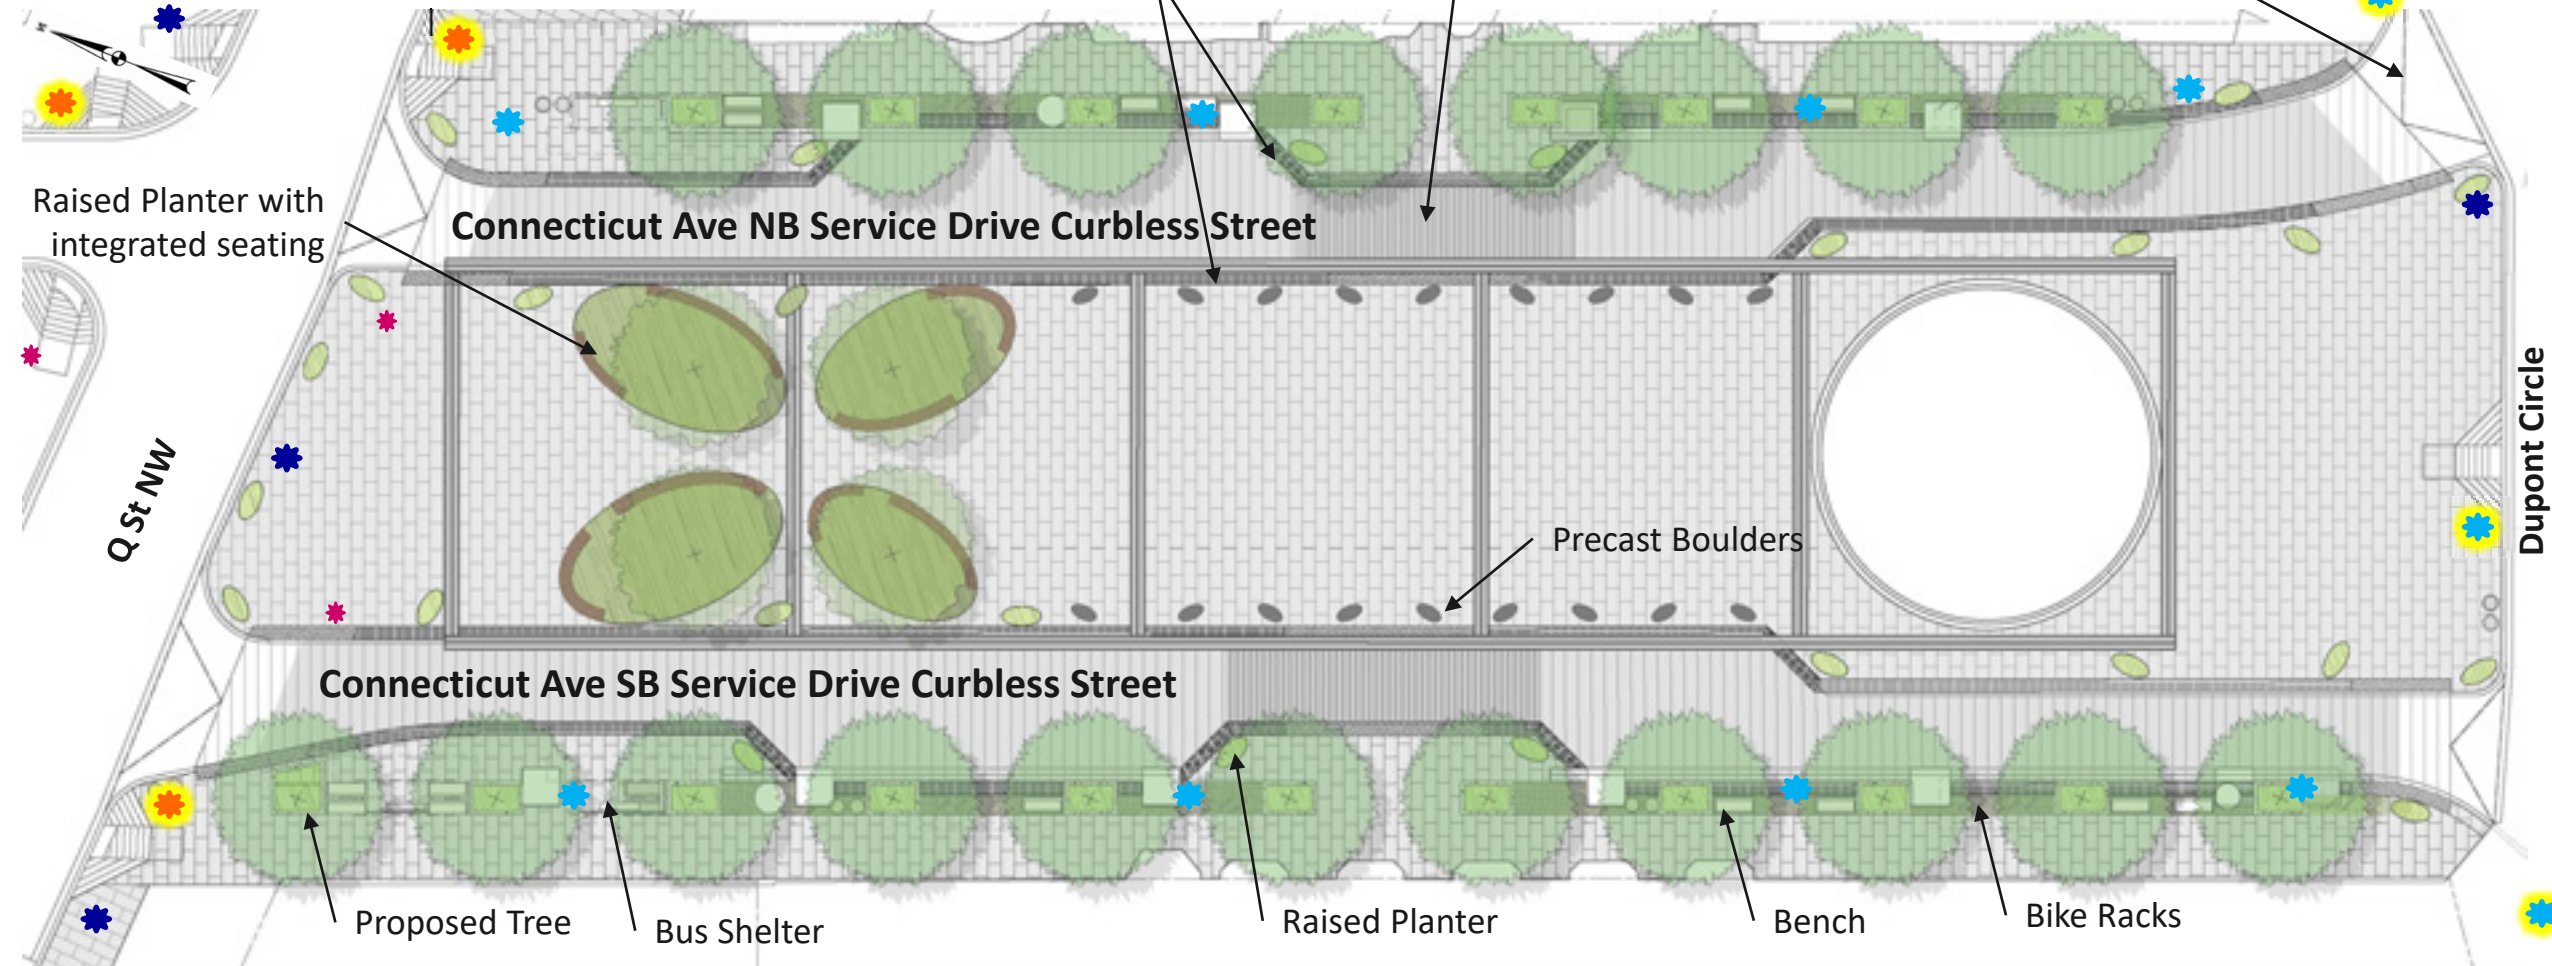 Raised Planter with
integrated seating
Connecticut Ave NB Service Drive Curbless Street
Q St NW
Dupont Circle
Precast Boulders
Connecticut Ave SB Service Drive Curbless Street
Proposed Tree
Bus Shelter
Raised Planter
Bench
Bike Racks